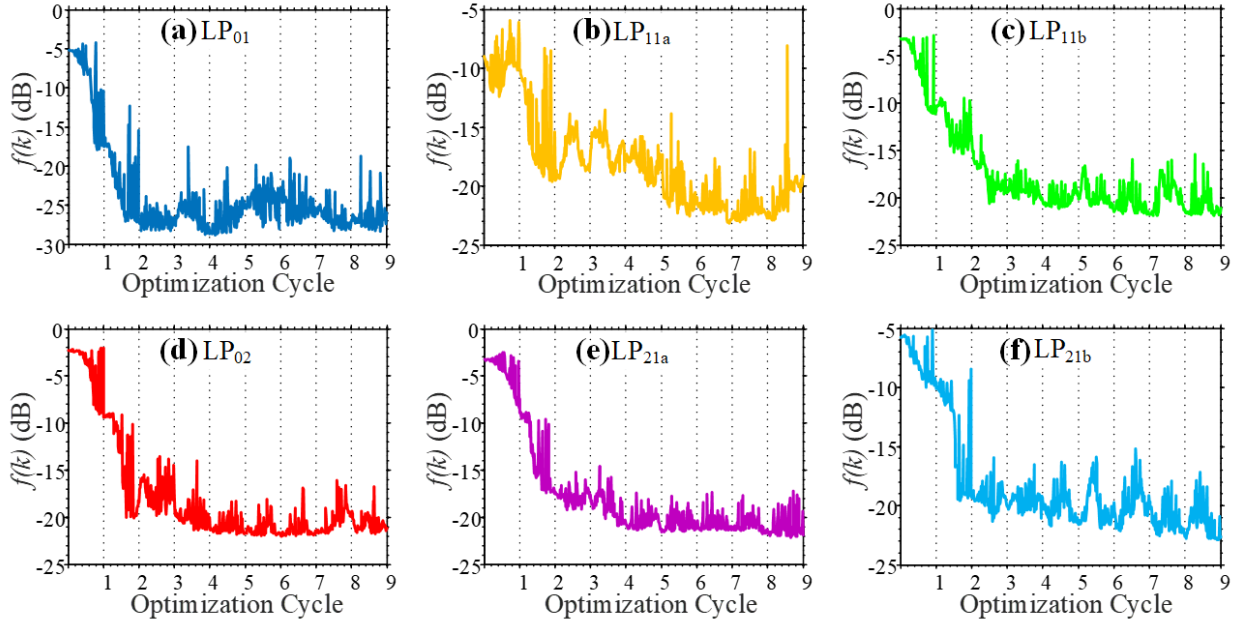 (a) LP01
0
-5
-10
-15
-20
-25
-30
f(k) (dB)
1 2 3 4 5 6 7 8 9
Optimization Cycle
(b) LP11a
-5
-10
-15
-20
-25
f(k) (dB)
1 2 3 4 5 6 7 8 9
Optimization Cycle
(c) LP11b
0
-5
-10
-15
-20
-25
f(k) (dB)
1 2 3 4 5 6 7 8 9
Optimization Cycle
(d) LP02
0
-5
-10
-15
-20
-25
f(k) (dB)
1 2 3 4 5 6 7 8 9
Optimization Cycle
(e) LP21a
0
-5
-10
-15
-20
-25
f(k) (dB)
1 2 3 4 5 6 7 8 9
Optimization Cycle
(f) LP21b
-5
-10
-15
-20
-25
f(k) (dB)
1 2 3 4 5 6 7 8 9
Optimization Cycle